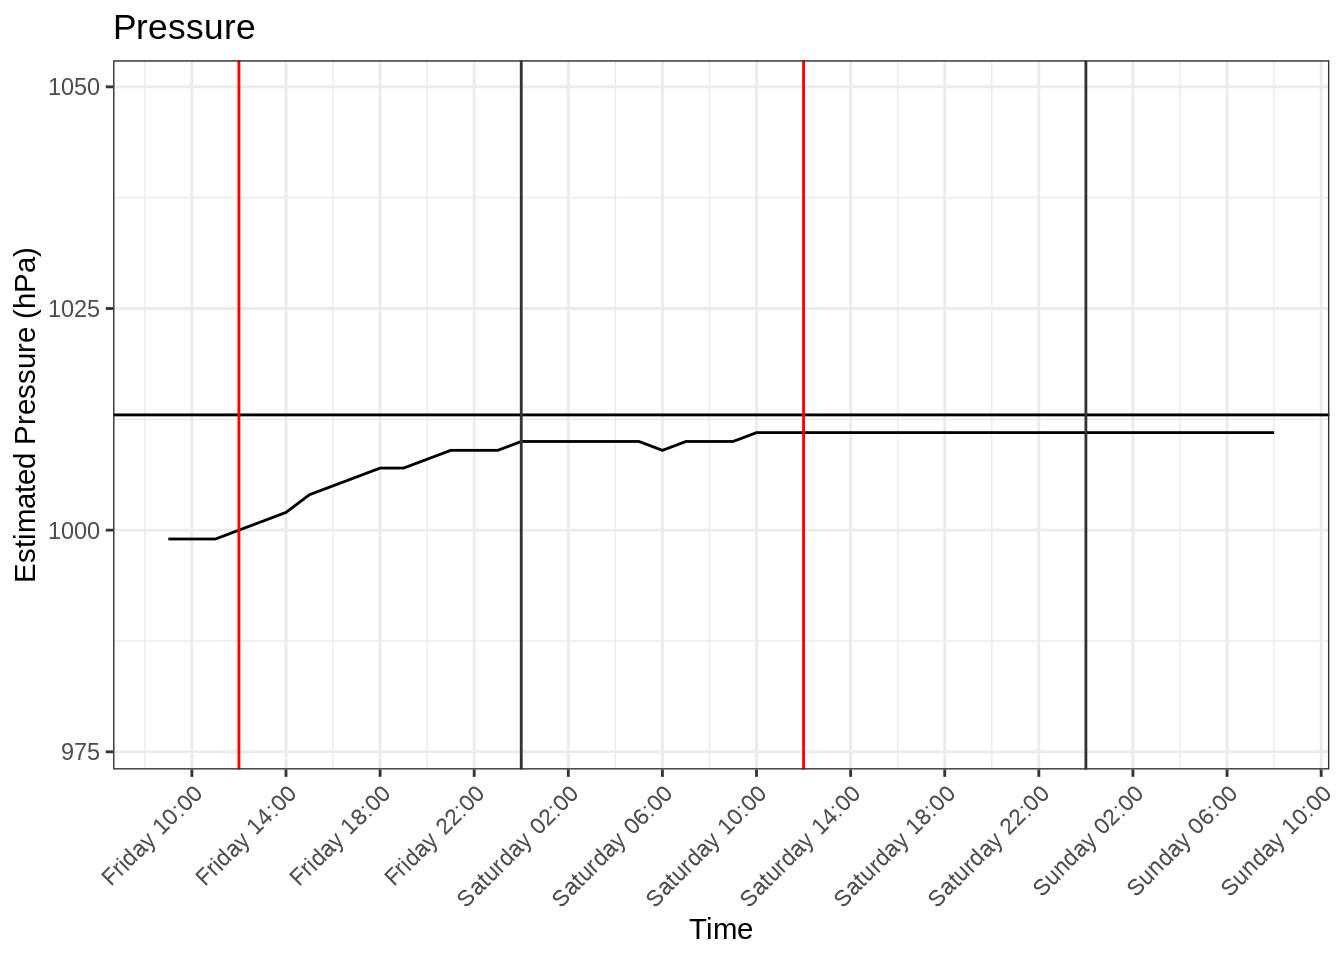 Pressure
Estimated Pressure (hPa)
1050
1025
1000
975
Friday 10:00
Friday 14:00
Friday 18:00
Friday 22:00
Saturday 02:00
Saturday 06:00
Saturday 10:00
Saturday 14:00
Saturday 18:00
Saturday 22:00
Sunday 02:00
Sunday 06:00
Sunday 10:00
Time